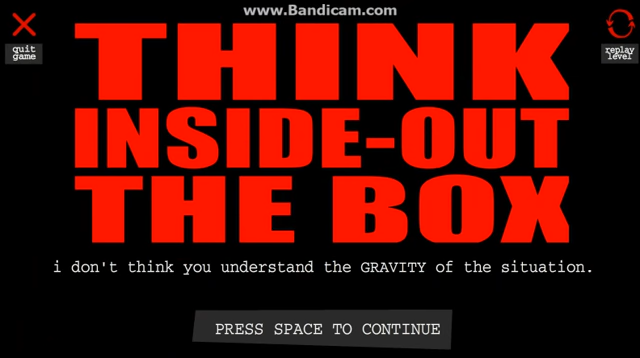 www.Bandicam.com
quit
game
replay
level
THINK
INSIDE-OUT
THE BOX
i don't think you understand the GRAVITY of the situation.
PRESS SPACE TO CONTINUE